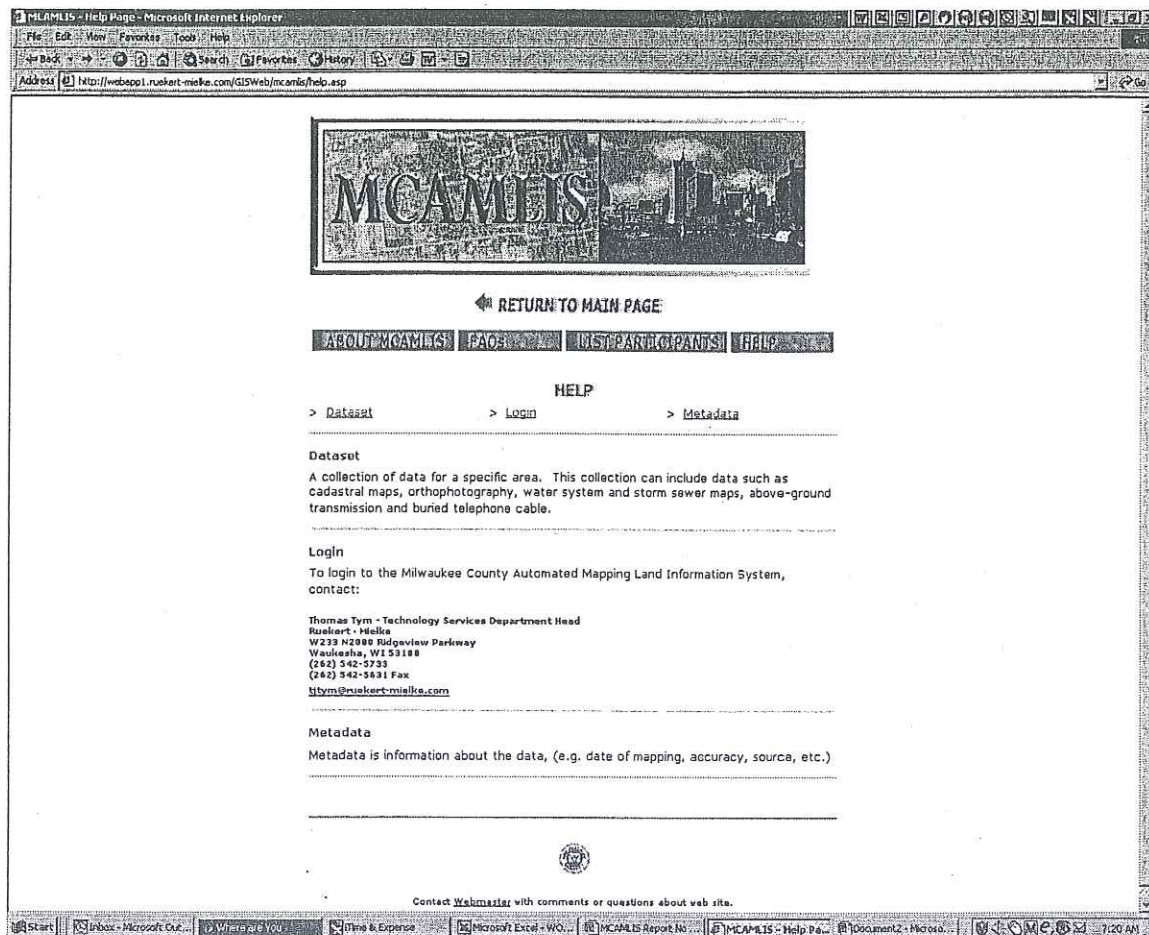 MCAMLIS - Help Page - Microsoft Internet Explorer
File Edit View Favorites Tools Help
Back Search Favorites History
Address http://webapp1.ruekert-mielke.com/GISWeb/mcamlis/help.asp Go
MCAMLIS
RETURN TO MAIN PAGE
ABOUT MCAMLIS FAQs LIST PARTICIPANTS HELP
HELP
> Dataset > Login > Metadata
Dataset
A collection of data for a specific area. This collection can include data such as
cadastral maps, orthophotography, water system and storm sewer maps, above-ground
transmission and buried telephone cable.
Login
To login to the Milwaukee County Automated Mapping Land Information System,
contact:
Thomas Tym - Technology Services Department Head
Ruekert - Mielke
W233 N2080 Ridgeview Parkway
Waukesha, WI 53188
(262) 542-5733
(262) 542-5631 Fax
tjtym@ruekert-mielke.com
Metadata
Metadata is information about the data, (e.g. date of mapping, accuracy, source, etc.)
Contact Webmaster with comments or questions about web site.
Start Inbox - Microsoft Out... Where are You - Time & Expense Microsoft Excel - WO... MCAMLIS Report No ... MCAMLIS - Help Pa... Document2 - Microso... 7:20 AM